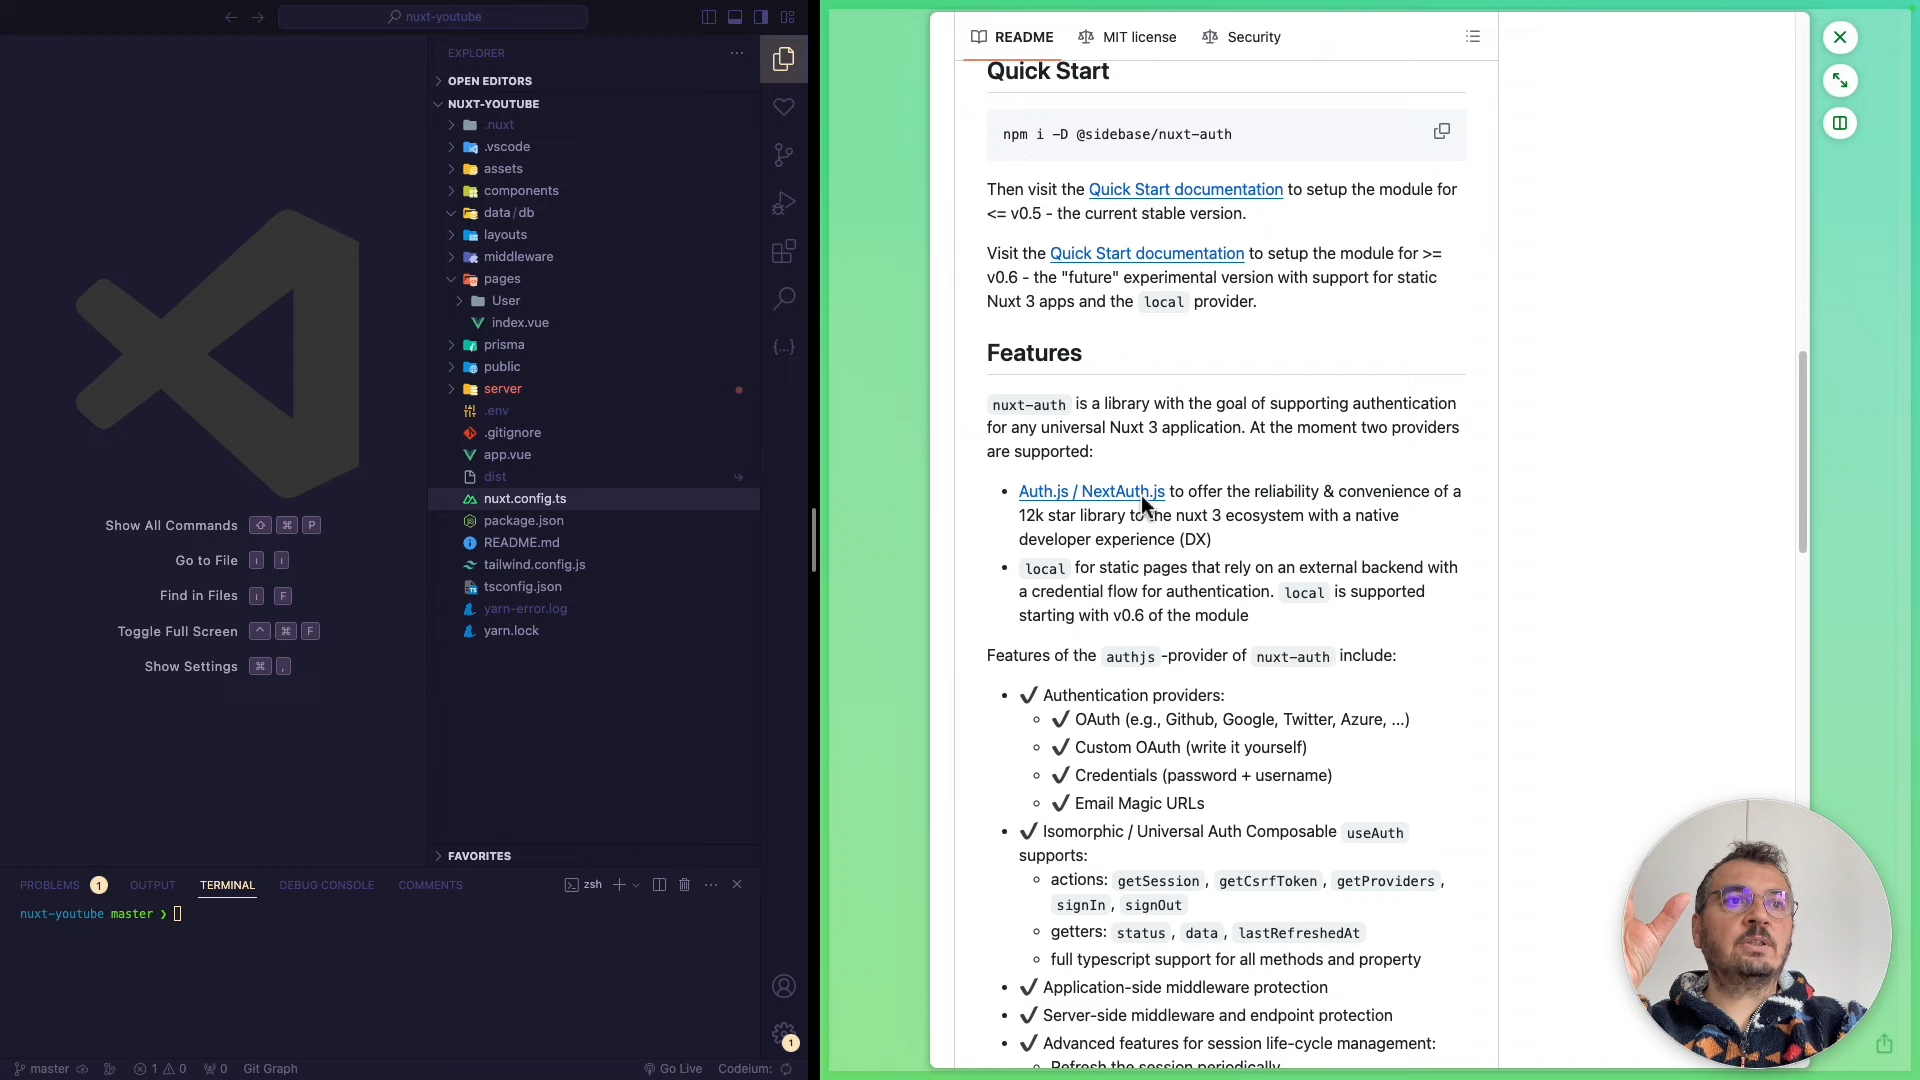 nuxt-youtube
EXPLORER
OPEN EDITORS
NUXT-YOUTUBE
.nuxt
.vscode
assets
components
data / db
layouts
middleware
pages
User
index.vue
prisma
public
server
.env
.gitignore
app.vue
dist
nuxt.config.ts
package.json
README.md
tailwind.config.js
tsconfig.json
yarn-error.log
yarn.lock
FAVORITES
Show All Commands ⇧ ⌘ P
Go to File
Find in Files F
Toggle Full Screen ^ ⌘ F
Show Settings ⌘ ,
PROBLEMS 1 OUTPUT TERMINAL DEBUG CONSOLE COMMENTS zsh
nuxt-youtube master ❯
1
master 1 0 0 Git Graph Go Live Codeium:
README MIT license Security
Quick Start
npm i -D @sidebase/nuxt-auth
Then visit the Quick Start documentation to setup the module for
<= v0.5 - the current stable version.
Visit the Quick Start documentation to setup the module for >=
v0.6 - the "future" experimental version with support for static
Nuxt 3 apps and the local provider.
Features
nuxt-auth is a library with the goal of supporting authentication
for any universal Nuxt 3 application. At the moment two providers
are supported:
• Auth.js / NextAuth.js to offer the reliability & convenience of a
12k star library to the nuxt 3 ecosystem with a native
developer experience (DX)
• local for static pages that rely on an external backend with
a credential flow for authentication. local is supported
starting with v0.6 of the module
Features of the authjs -provider of nuxt-auth include:
• ✔ Authentication providers:
◦ ✔ OAuth (e.g., Github, Google, Twitter, Azure, ...)
◦ ✔ Custom OAuth (write it yourself)
◦ ✔ Credentials (password + username)
◦ ✔ Email Magic URLs
• ✔ Isomorphic / Universal Auth Composable useAuth
supports:
◦ actions: getSession , getCsrfToken , getProviders ,
signIn , signOut
◦ getters: status , data , lastRefreshedAt
◦ full typescript support for all methods and property
• ✔ Application-side middleware protection
• ✔ Server-side middleware and endpoint protection
• ✔ Advanced features for session life-cycle management:
◦ Refresh the session periodically